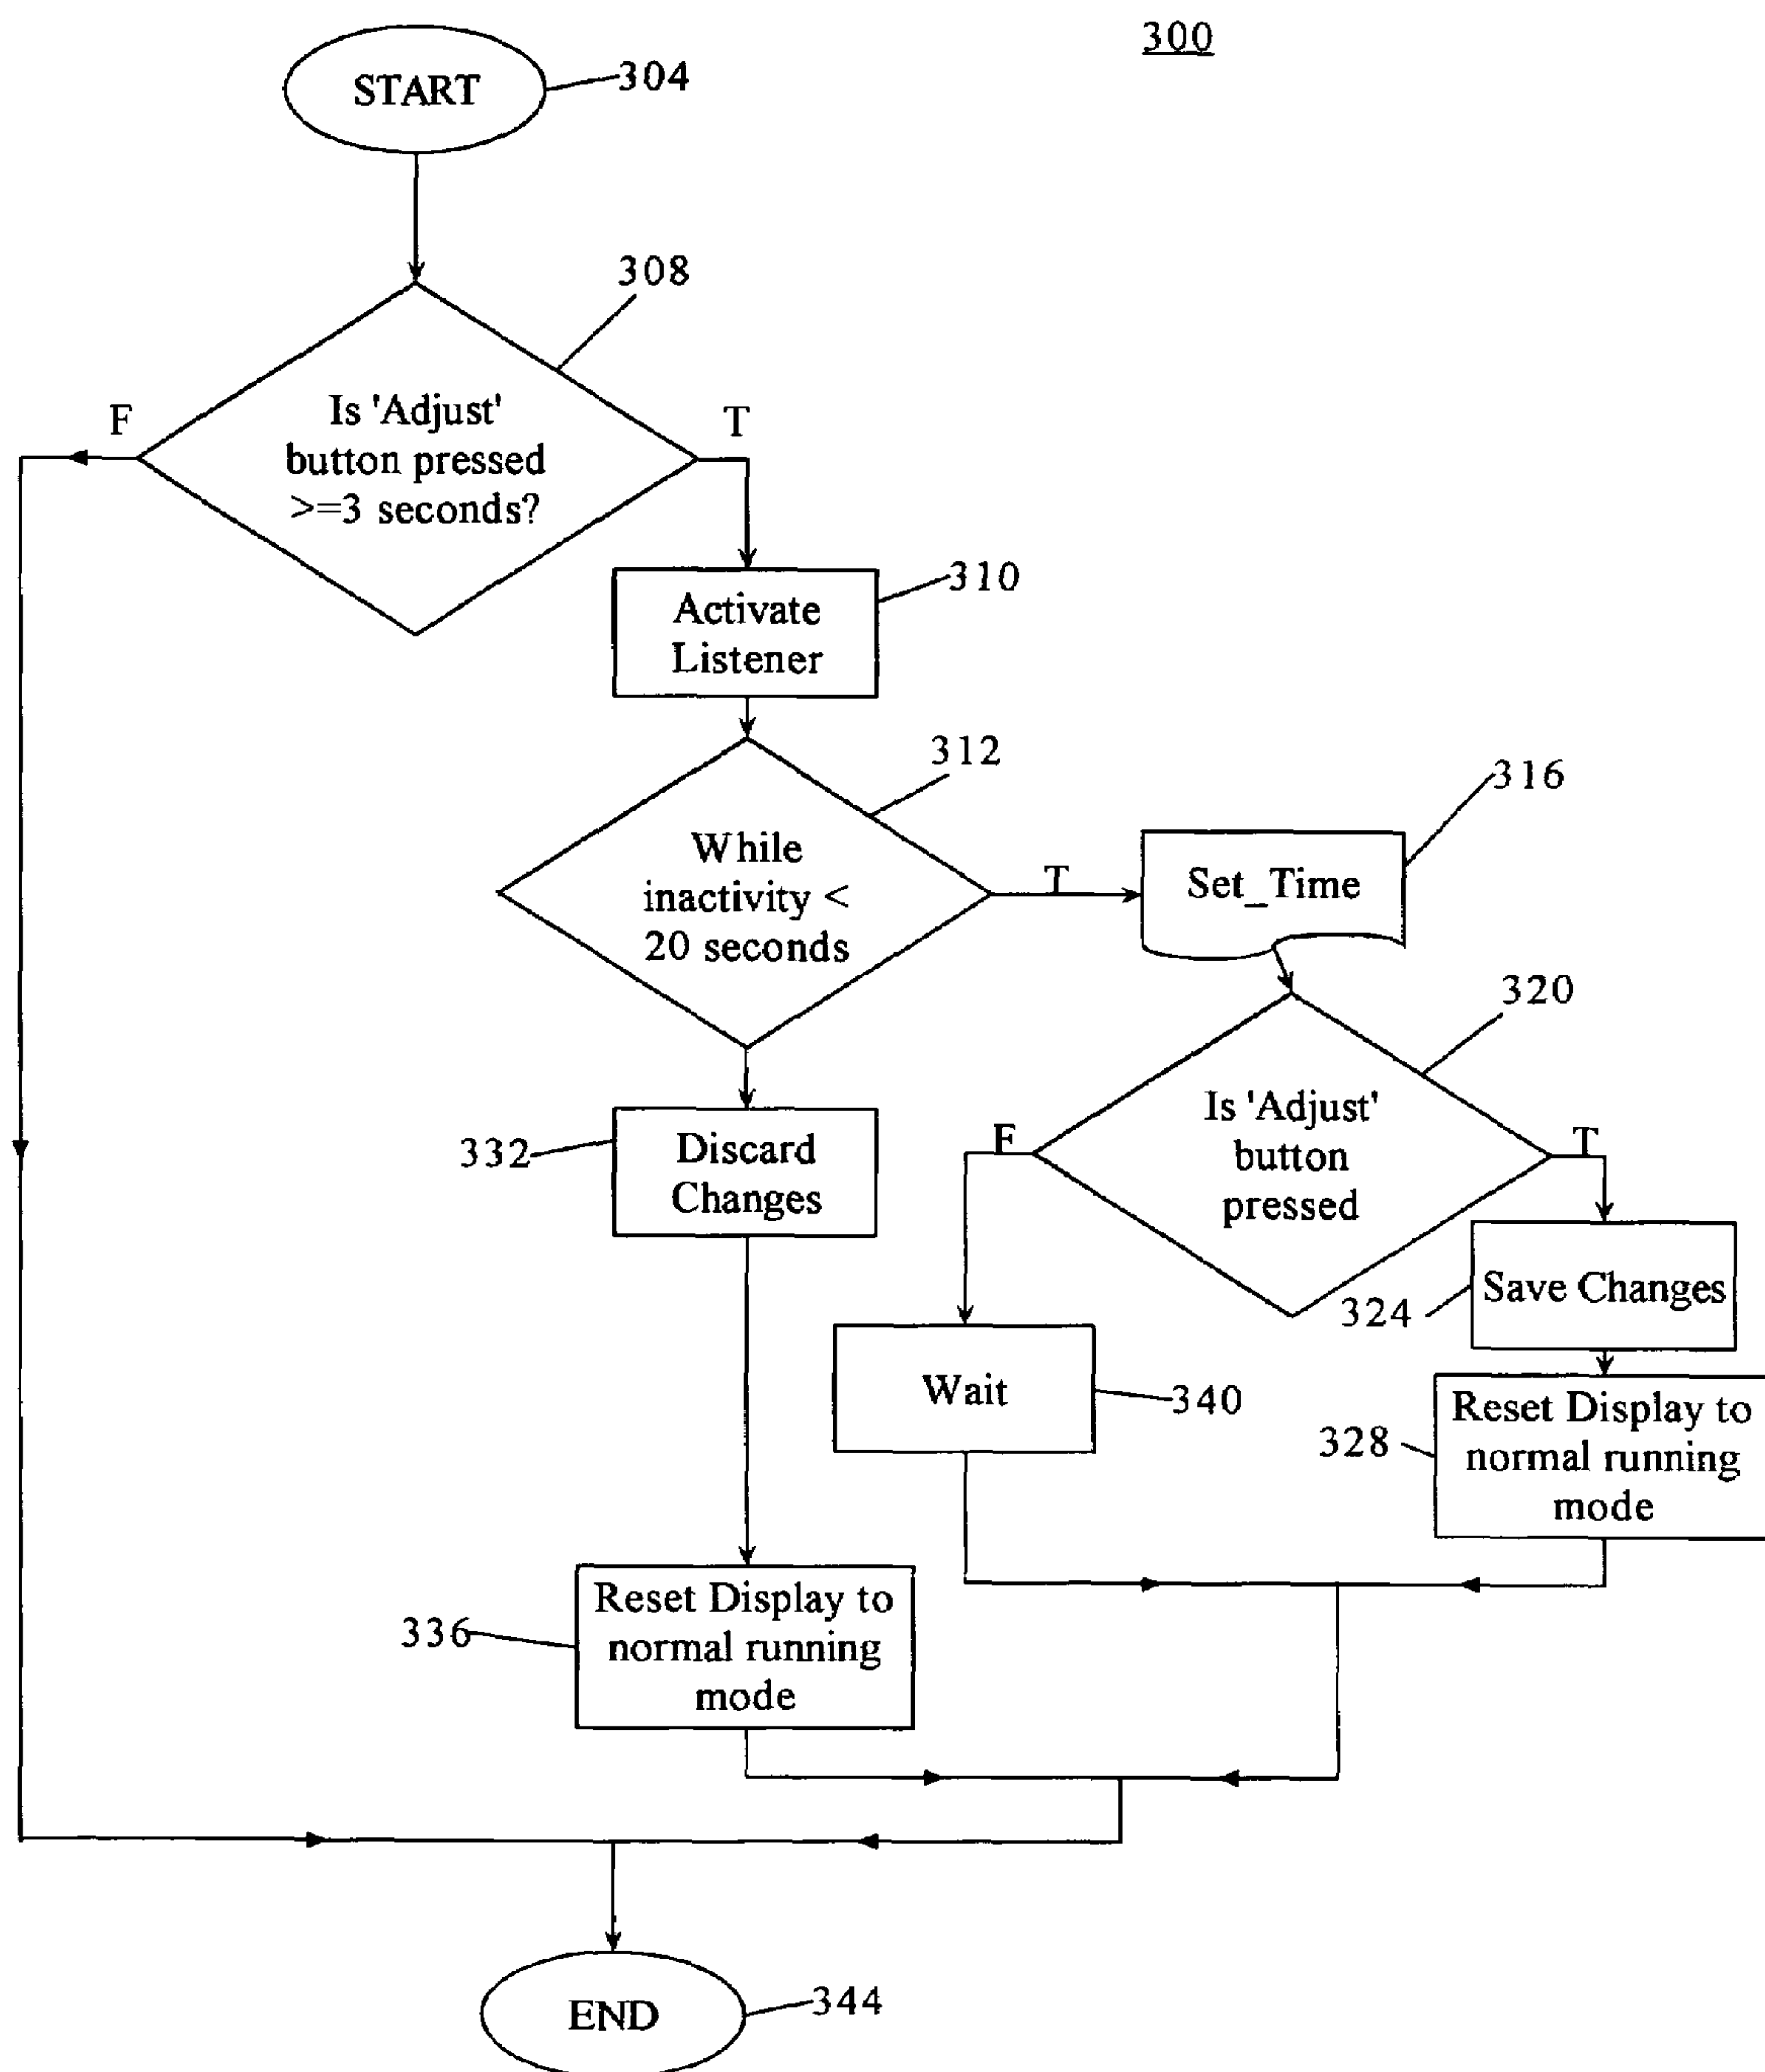 300
START
304
308
Is 'Adjust'
button pressed
>=3 seconds?
F
T
310
Activate
Listener
312
While
inactivity <
20 seconds
T
316
Set_Time
320
Is 'Adjust'
button
pressed
F
T
332
Discard
Changes
324
Save Changes
Wait
340
328
Reset Display to
normal running
mode
336
Reset Display to
normal running
mode
END
344